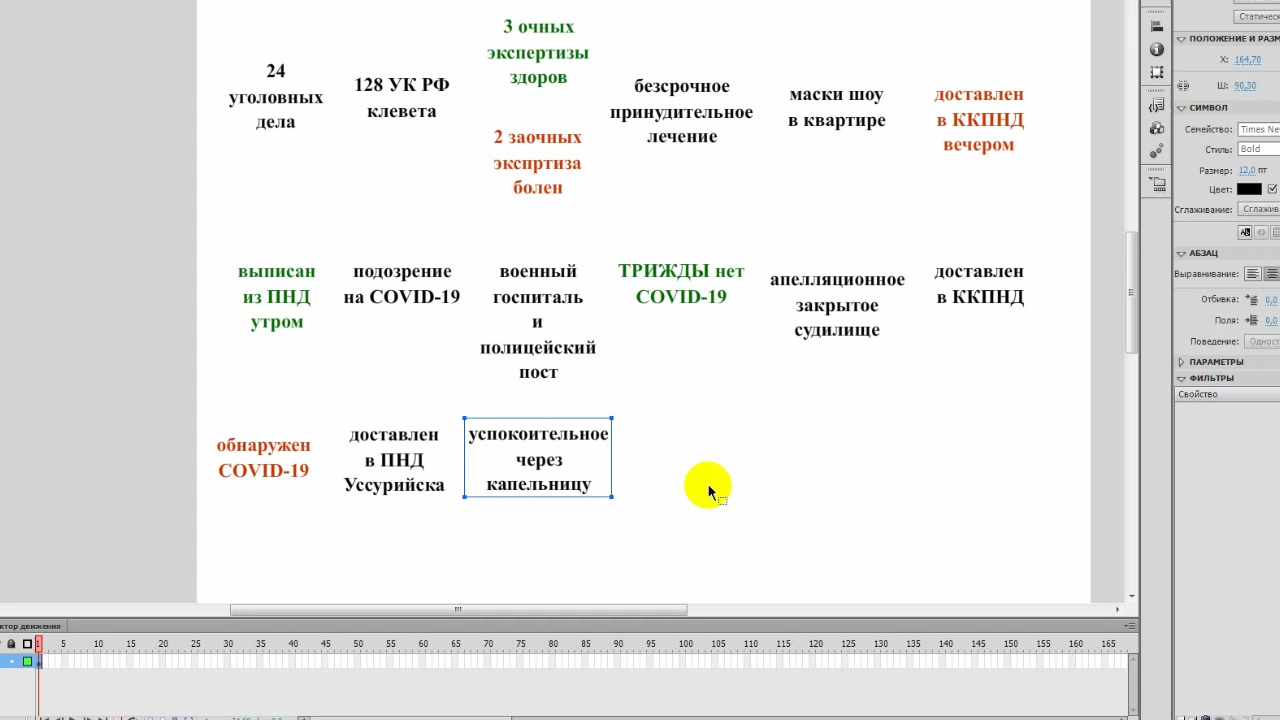 3 очных
экспертизы
здоров
24
уголовных
дела
128 УК РФ
клевета
2 заочных
экспртиза
болен
безсрочное
принудительное
лечение
маски шоу
в квартире
доставлен
в ККПНД
вечером
выписан
из ПНД
утром
подозрение
на COVID-19
военный
госпиталь
и
полицейский
пост
ТРИЖДЫ нет
COVID-19
апелляционное
закрытое
судилище
доставлен
в ККПНД
обнаружен
COVID-19
доставлен
в ПНД
Уссурийска
успокоительное
через
капельницу
Статичес
ПОЛОЖЕНИЕ И РАЗМ
X: 164,70
Ш: 90,30
СИМВОЛ
Семейство: Times Ne
Стиль: Bold
Размер: 12,0 пт
Цвет:
Сглаживание: Сглажив
АБЗАЦ
Выравнивание:
Отбивка: 0,0
Поля: 0,0
Поведение: Одност
ПАРАМЕТРЫ
ФИЛЬТРЫ
Свойство
ктор движения
5 10 15 20 25 30 35 40 45 50 55 60 65 70 75 80 85 90 95 100 105 110 115 120 125 130 135 140 145 150 155 160 165